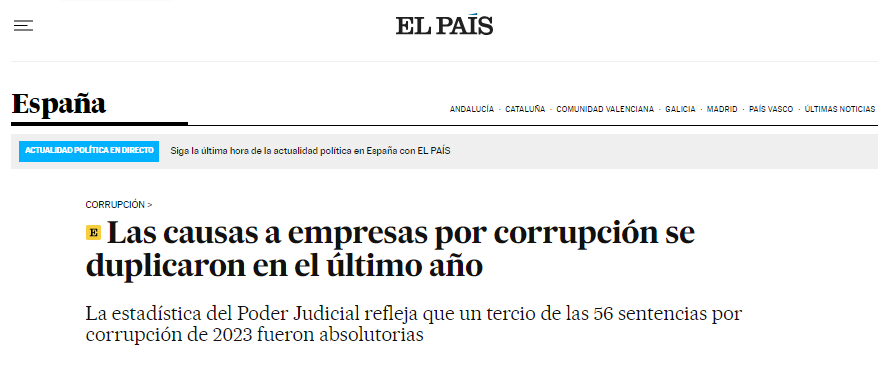 EL PAÍS
España
ANDALUCÍA · CATALUÑA · COMUNIDAD VALENCIANA · GALICIA · MADRID · PAÍS VASCO · ÚLTIMAS NOTICIAS
ACTUALIDAD POLÍTICA EN DIRECTO Siga la última hora de la actualidad política en España con EL PAÍS
CORRUPCIÓN >
E Las causas a empresas por corrupción se
duplicaron en el último año
La estadística del Poder Judicial refleja que un tercio de las 56 sentencias por
corrupción de 2023 fueron absolutorias